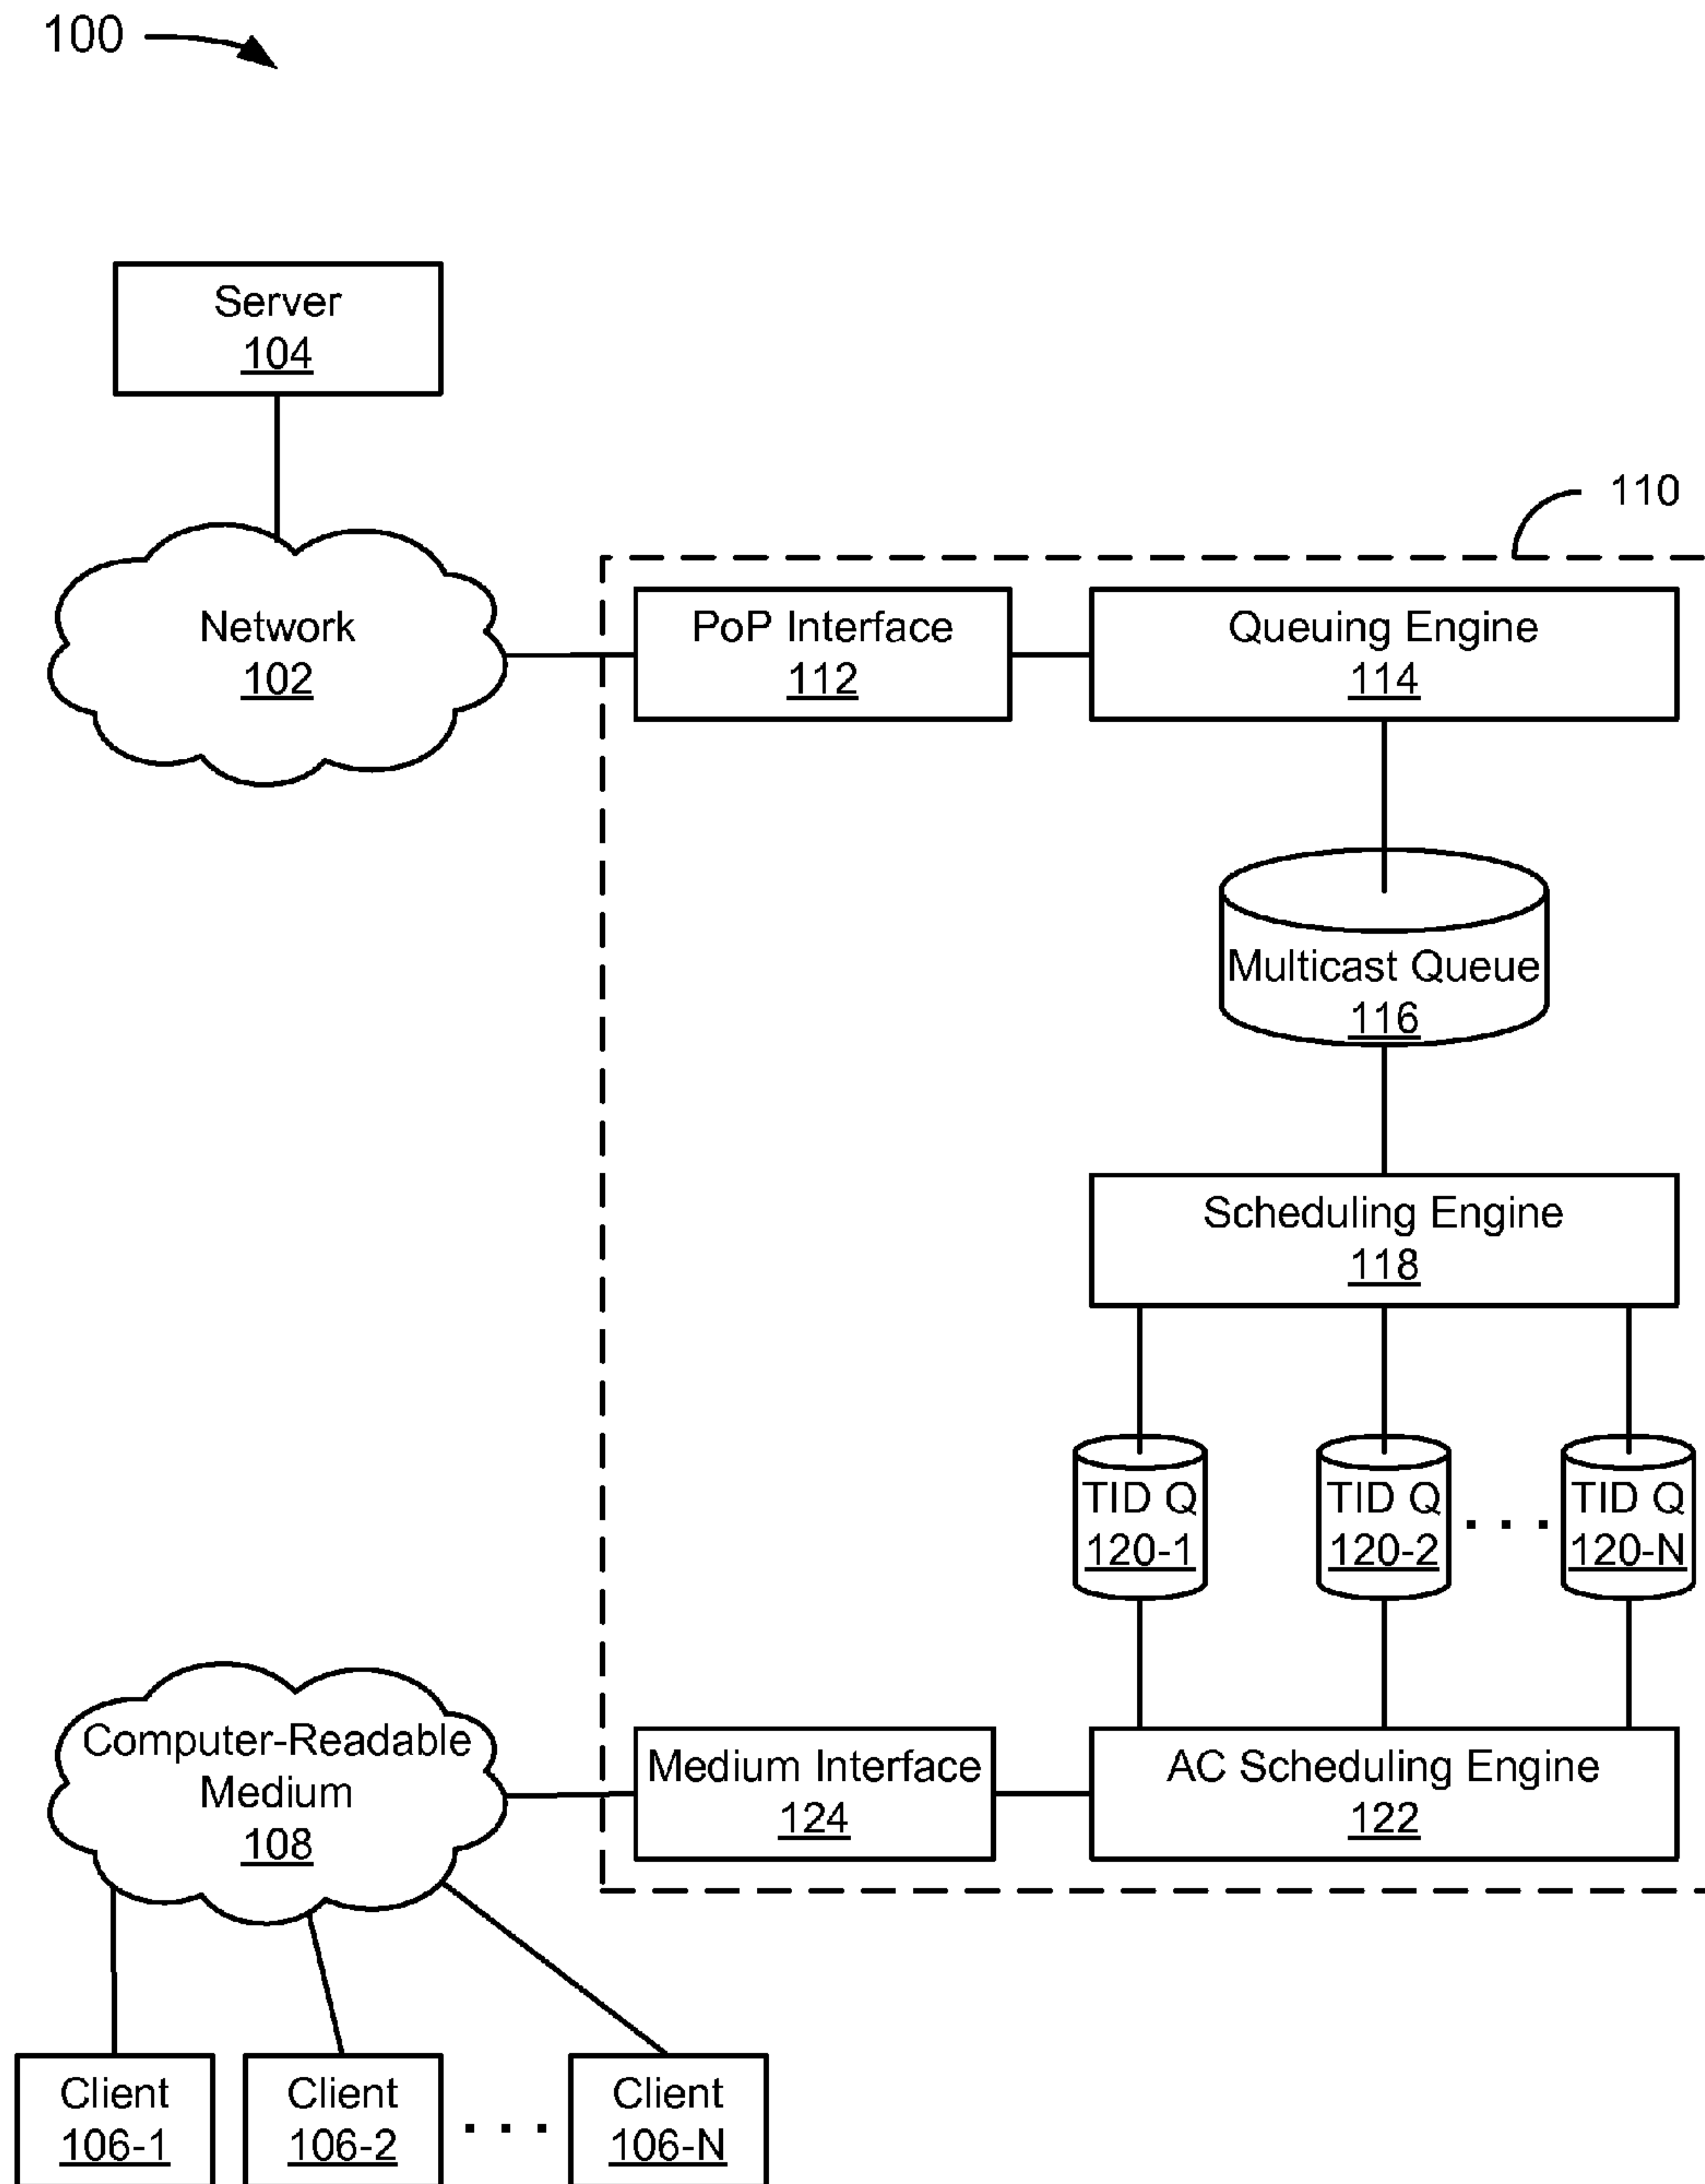 100
Server
104
110
Network
102
PoP Interface
112
Queuing Engine
114
Multicast Queue
116
Scheduling Engine
118
TID Q
120-1
TID Q
120-2
. . .
TID Q
120-N
Computer-Readable
Medium
108
Medium Interface
124
AC Scheduling Engine
122
Client
106-1
Client
106-2
. . .
Client
106-N